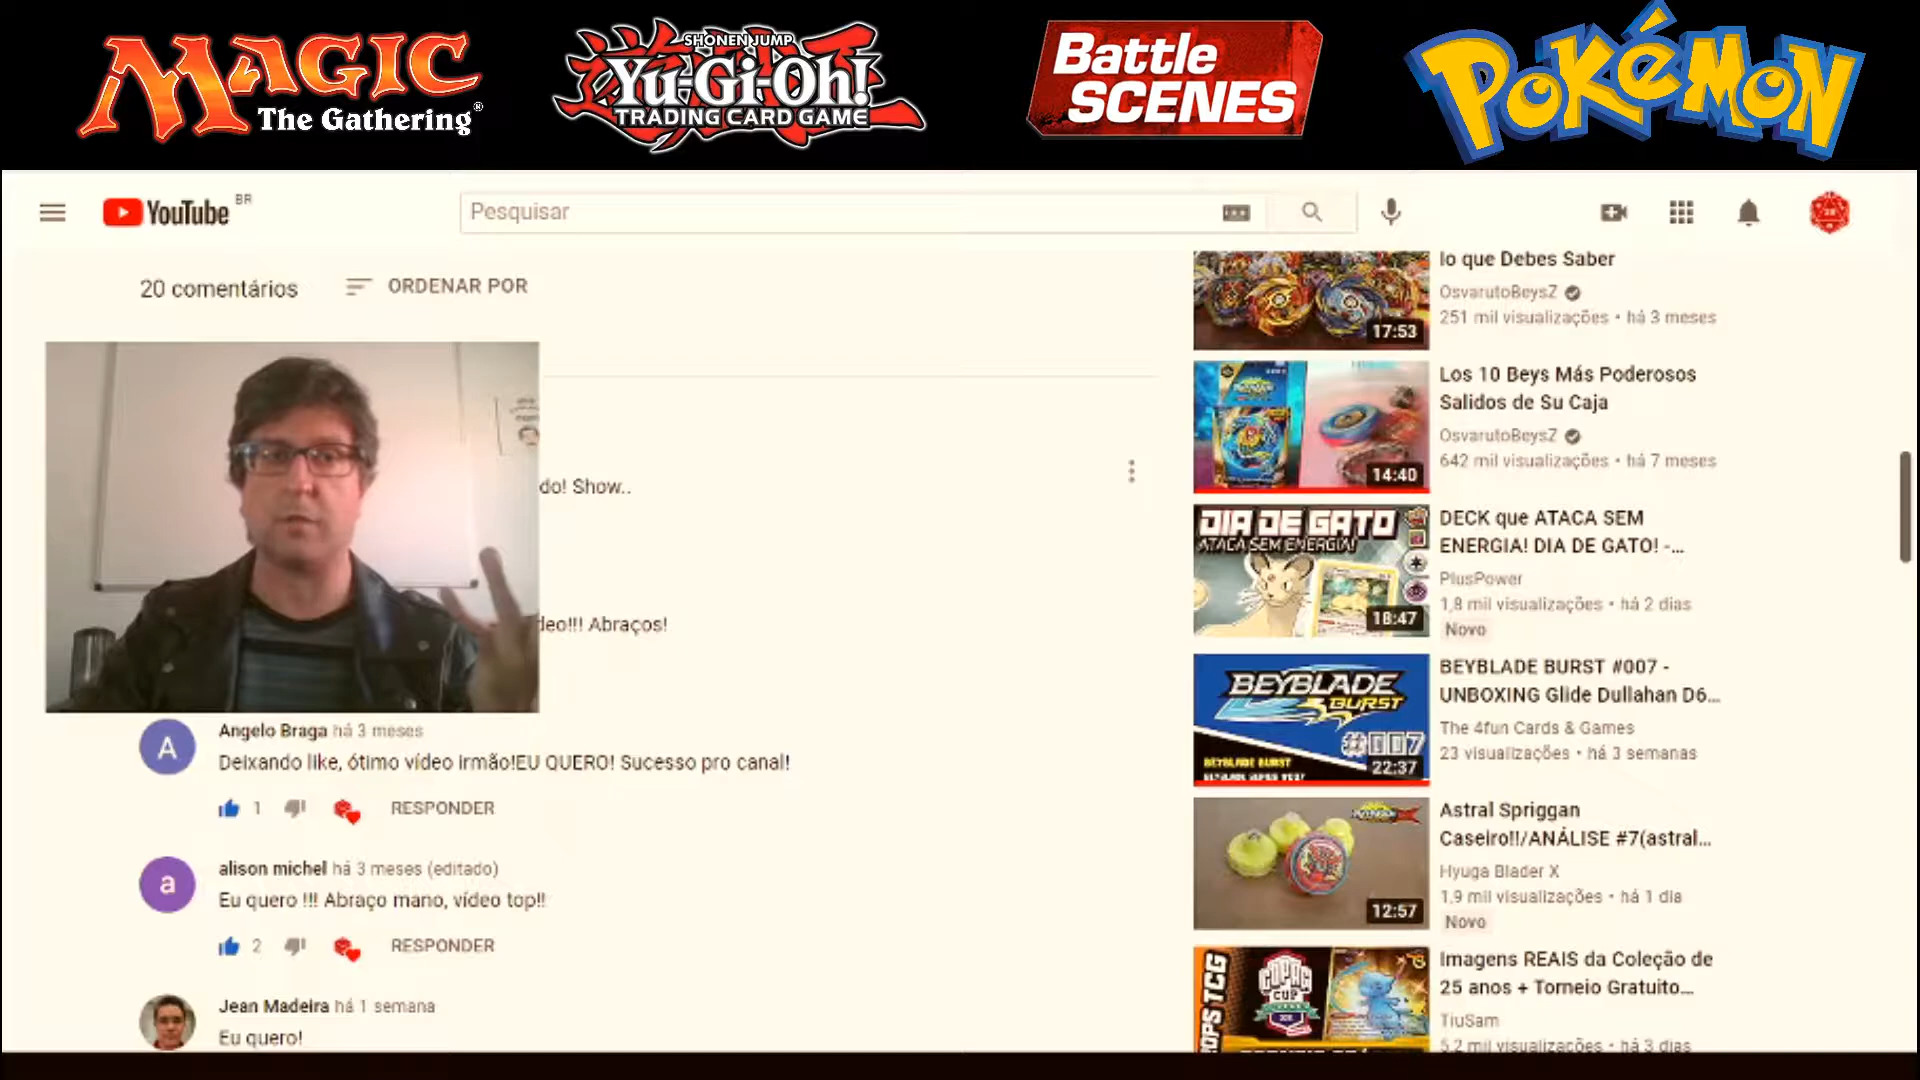 MAGIC
The Gathering®
SHONEN JUMP
Yu-Gi-Oh!
TRADING CARD GAME
Battle
SCENES
POKÉMON
YouTube BR
Pesquisar
20 comentários
ORDENAR POR
do! Show..
deo!!! Abraços!
Angelo Braga há 3 meses
Deixando like, ótimo vídeo irmão!EU QUERO! Sucesso pro canal!
1
RESPONDER
alison michel há 3 meses (editado)
Eu quero !!! Abraço mano, vídeo top!!
2
RESPONDER
Jean Madeira há 1 semana
Eu quero!
17:53
lo que Debes Saber
OsvarutoBeysZ
251 mil visualizações • há 3 meses
14:40
Los 10 Beys Más Poderosos
Salidos de Su Caja
OsvarutoBeysZ
642 mil visualizações • há 7 meses
DIA DE GATO
ATACA SEM ENERGIA!
18:47
DECK que ATACA SEM
ENERGIA! DIA DE GATO! -...
PlusPower
1,8 mil visualizações • há 2 dias
Novo
BEYBLADE
BURST
#007
BEYBLADE BURST
22:37
BEYBLADE BURST #007 -
UNBOXING Glide Dullahan D6...
The 4fun Cards & Games
23 visualizações • há 3 semanas
12:57
Astral Spriggan
Caseiro!!/ANÁLISE #7(astral...
Hyuga Blader X
1,9 mil visualizações • há 1 dia
Novo
OPS TCG
COPAG
CUP
Imagens REAIS da Coleção de
25 anos + Torneio Gratuito...
TiuSam
5,2 mil visualizações • há 3 dias